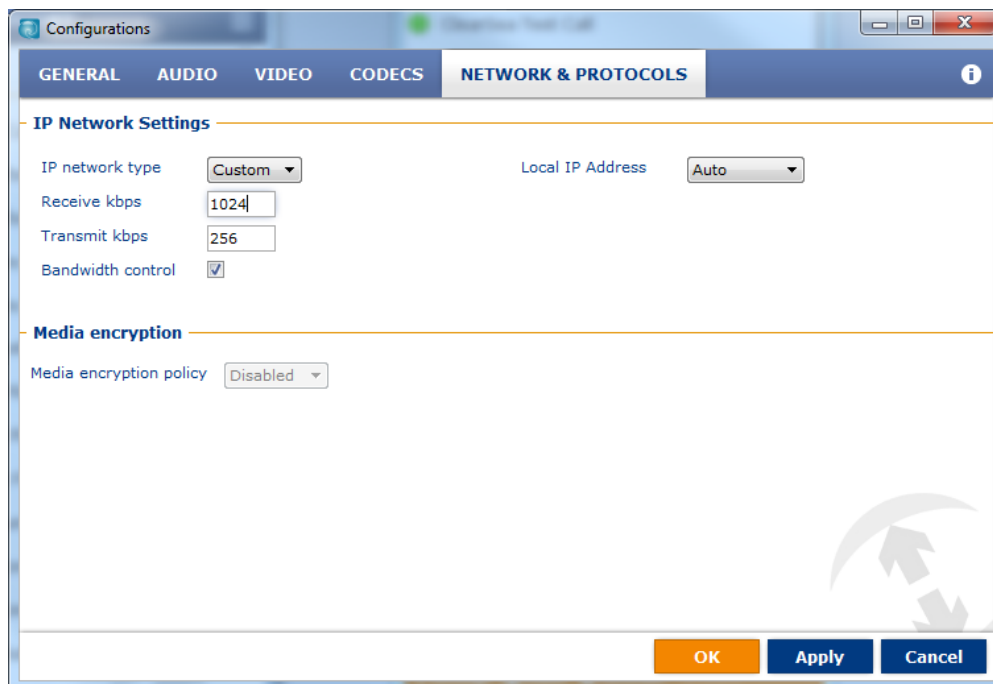 Configurations
GENERAL AUDIO VIDEO CODECS NETWORK & PROTOCOLS
IP Network Settings
IP network type Custom Local IP Address Auto
Receive kbps 1024
Transmit kbps 256
Bandwidth control
Media encryption
Media encryption policy Disabled
OK Apply Cancel